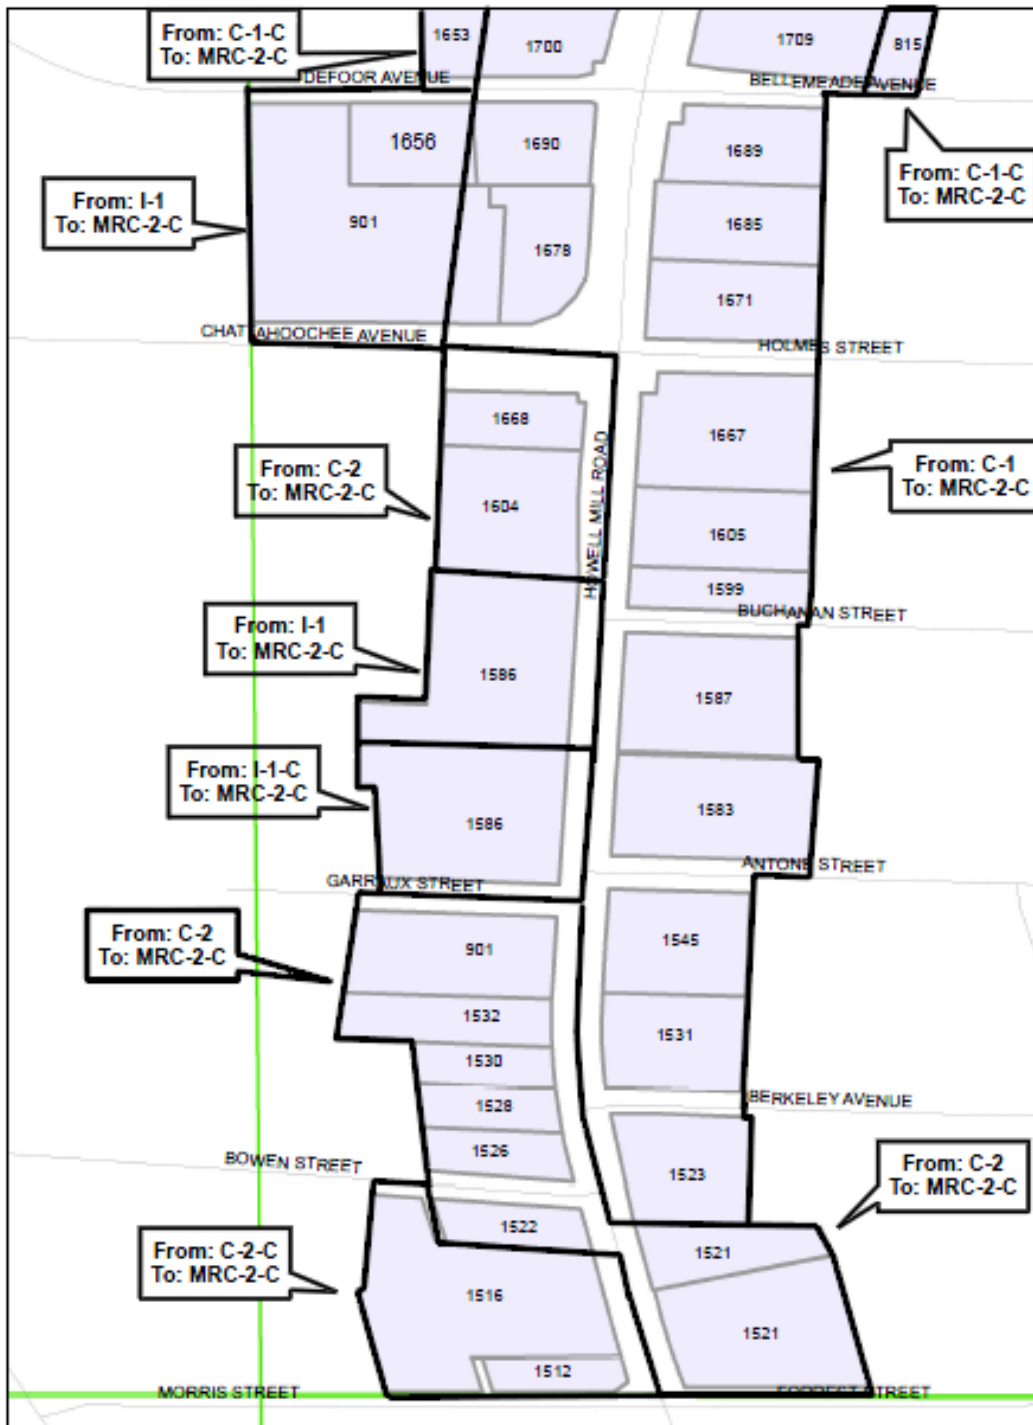 From: C-1-C
To: MRC-2-C
1653
1700
1709
815
DEFOOR AVENUE
BELLEMEADE AVENUE
1656
1690
1689
From: C-1-C
To: MRC-2-C
From: I-1
To: MRC-2-C
901
1678
1685
1671
CHATTAHOOCHEE AVENUE
HOLMES STREET
1668
1667
HOWELL MILL ROAD
From: C-2
To: MRC-2-C
From: C-1
To: MRC-2-C
1604
1605
1599
BUCHANAN STREET
From: I-1
To: MRC-2-C
1586
1587
From: I-1-C
To: MRC-2-C
1586
1583
ANTONE STREET
GARRAUX STREET
From: C-2
To: MRC-2-C
901
1545
1532
1531
1530
BERKELEY AVENUE
1528
1526
BOWEN STREET
1523
From: C-2
To: MRC-2-C
1522
1521
From: C-2-C
To: MRC-2-C
1516
1521
1512
MORRIS STREET
FORREST STREET